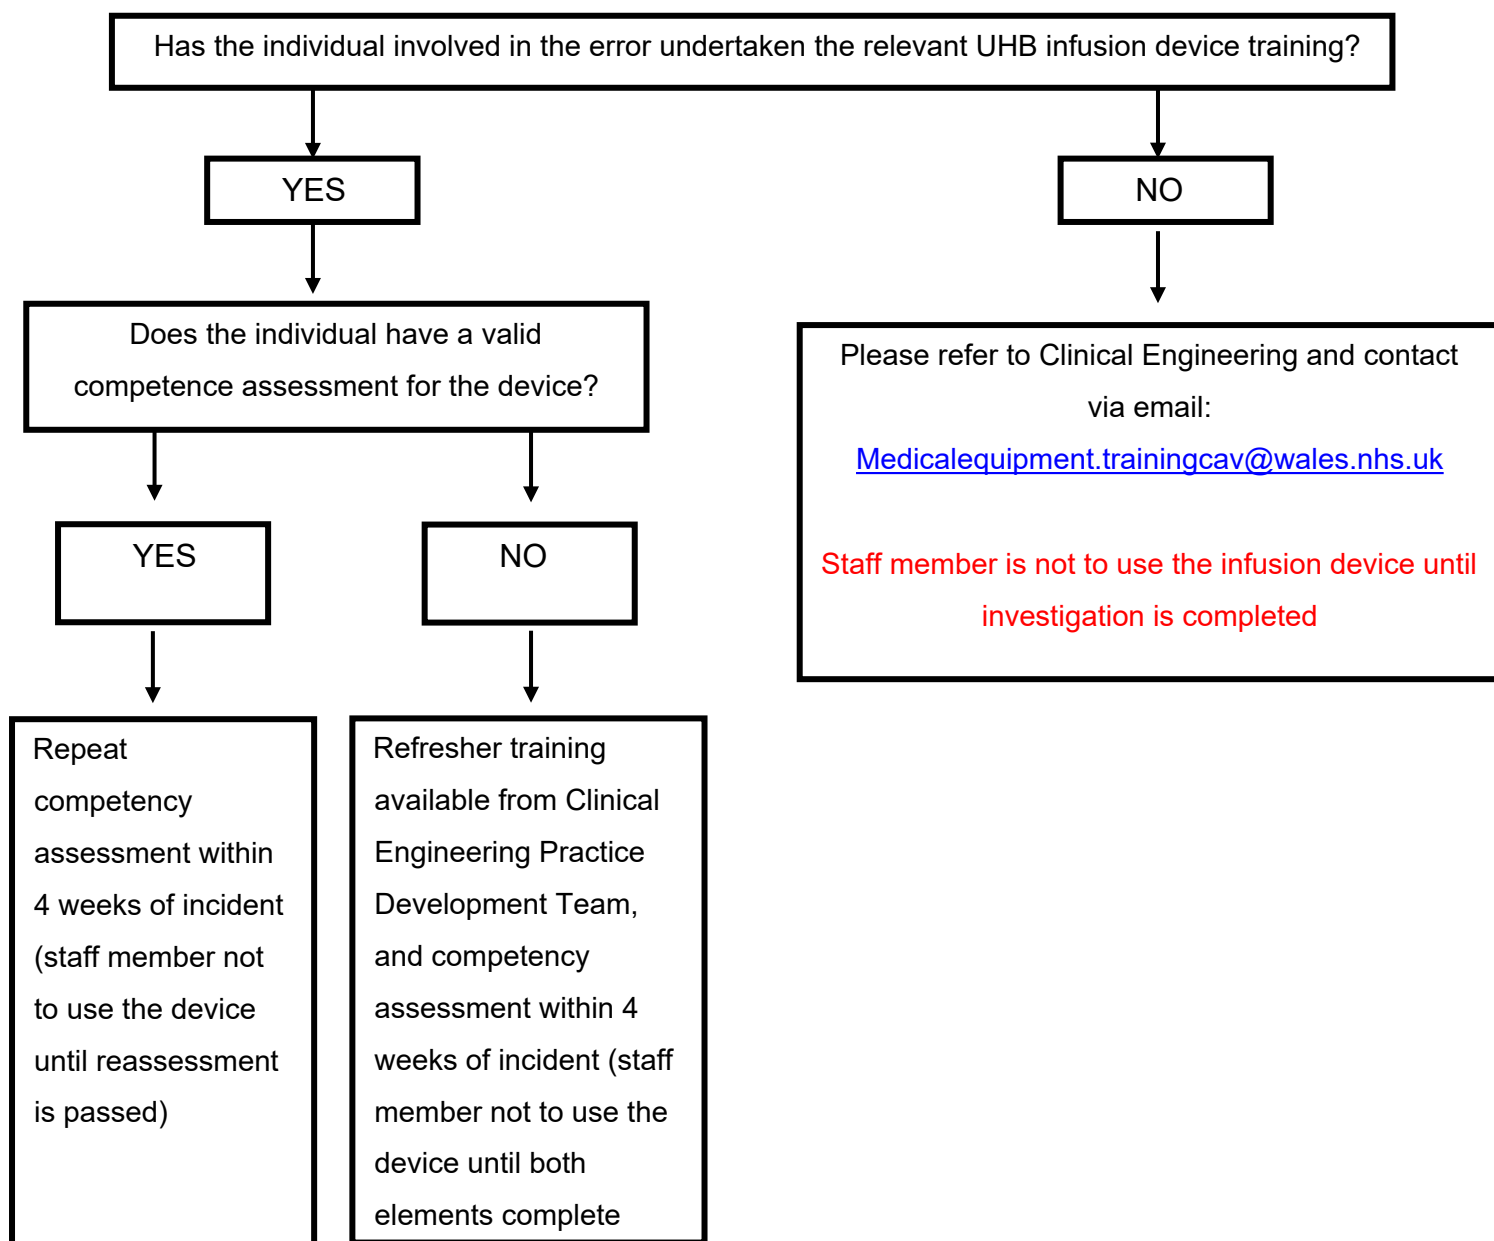 Has the individual involved in the error undertaken the relevant UHB infusion device training?
YES
NO
Does the individual have a valid
competence assessment for the device?
Please refer to Clinical Engineering and contact
via email:
Medicalequipment.trainingcav@wales.nhs.uk
Staff member is not to use the infusion device until
investigation is completed
YES
NO
Repeat
competency
assessment within
4 weeks of incident
(staff member not
to use the device
until reassessment
is passed)
Refresher training
available from Clinical
Engineering Practice
Development Team,
and competency
assessment within 4
weeks of incident (staff
member not to use the
device until both
elements complete